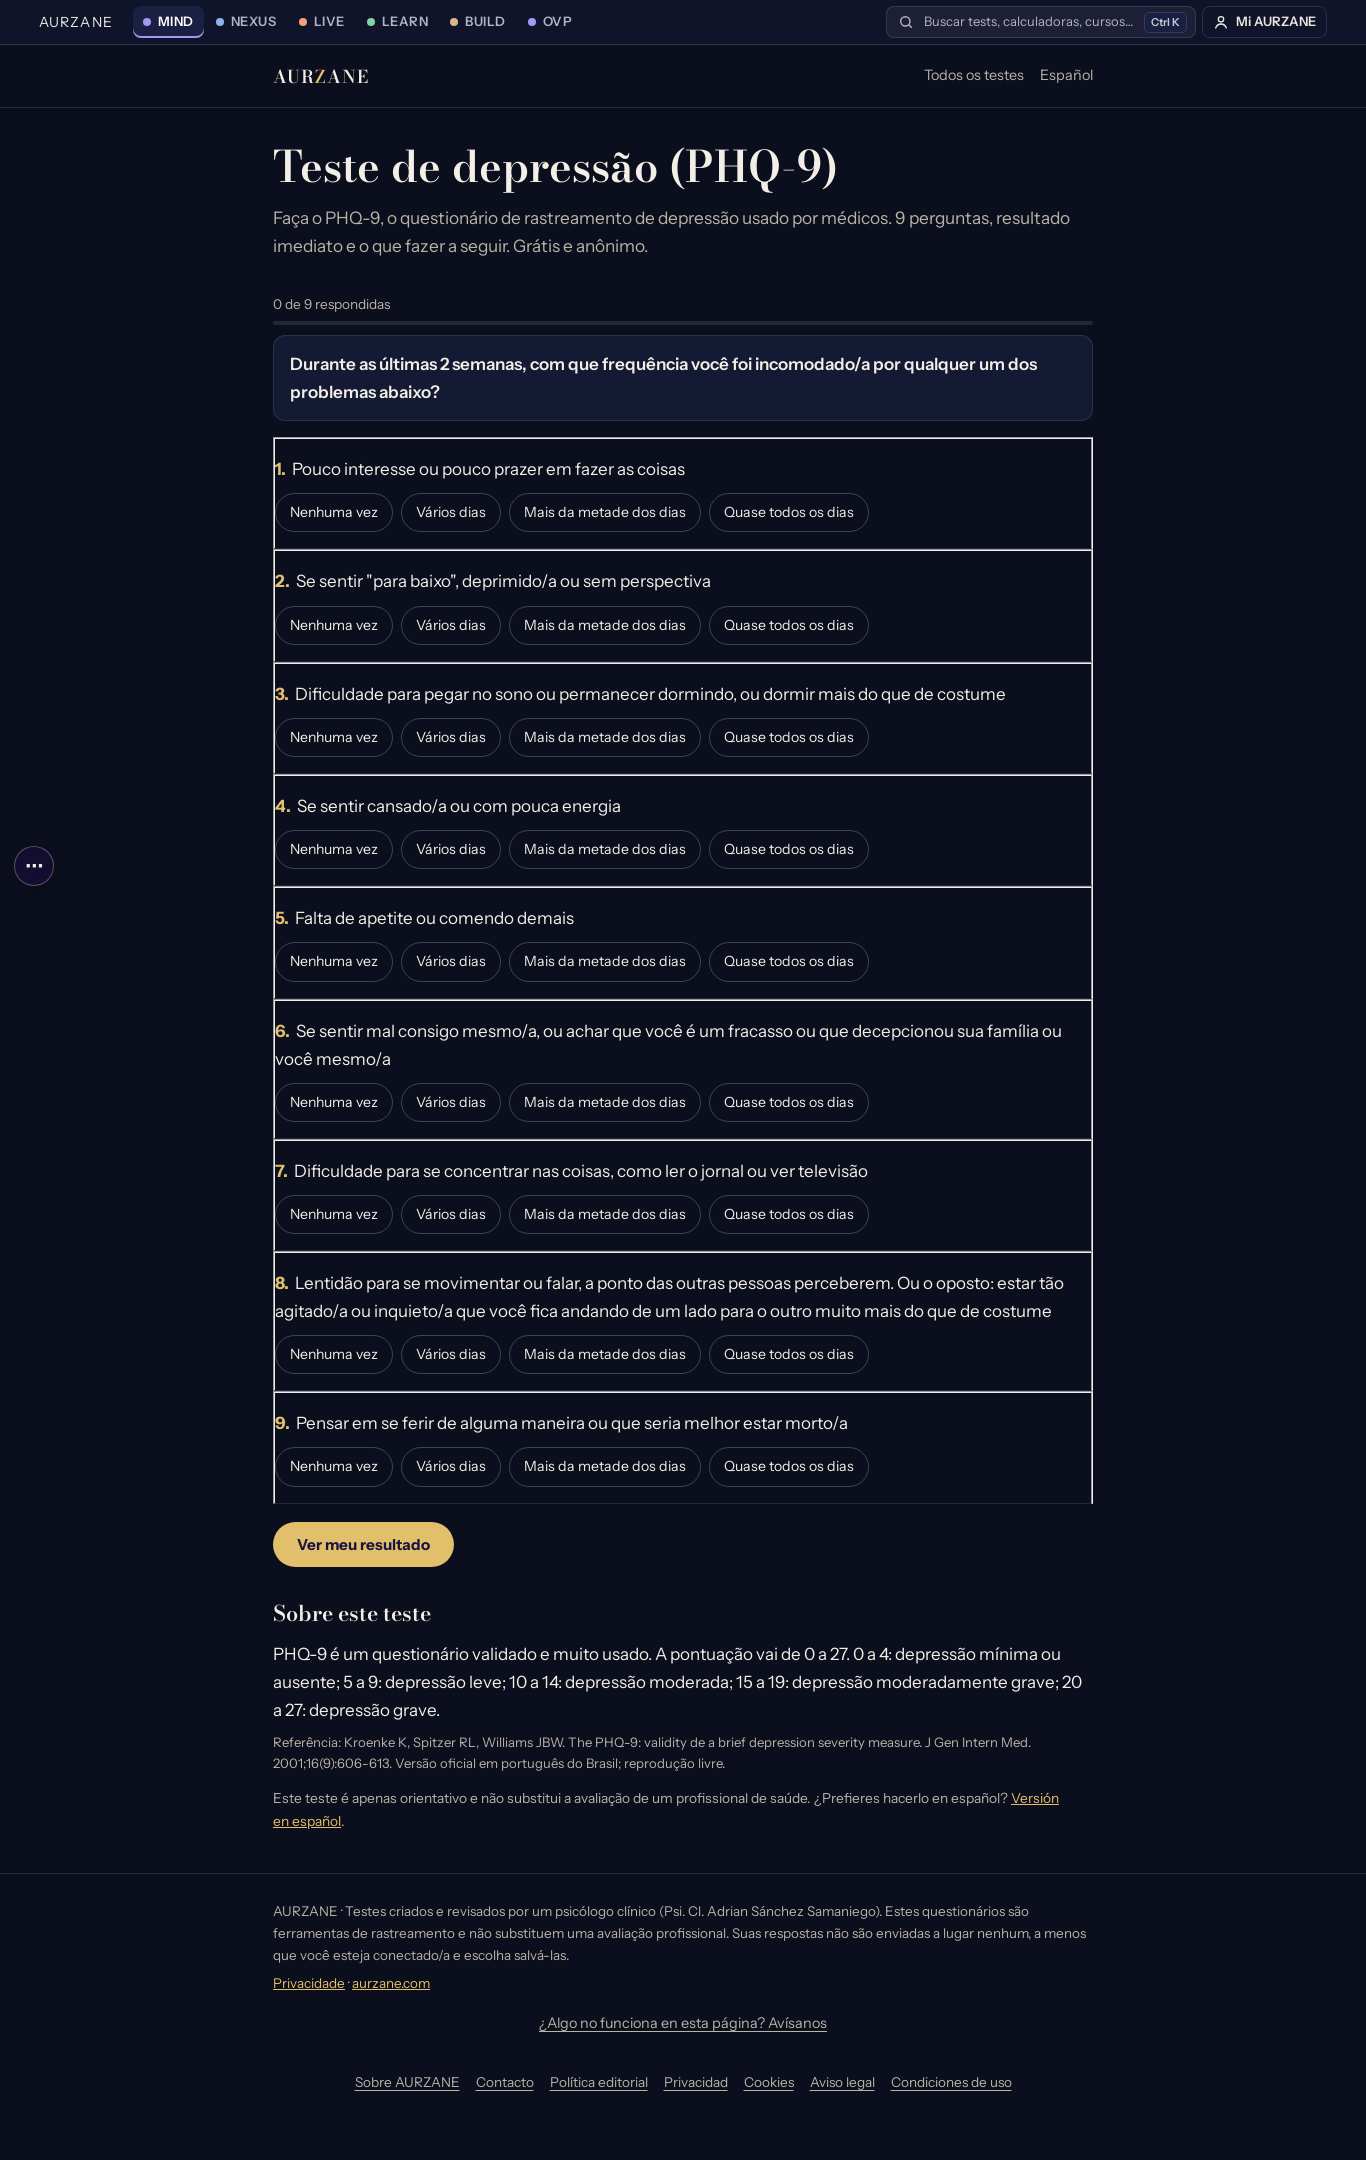 AURZANE MIND NEXUS LIVE LEARN BUILD OVP Buscar tests, calculadoras, cursos... Ctrl K Mi AURZANE
AURZANE Todos os testes Español
Teste de depressão (PHQ-9)
Faça o PHQ-9, o questionário de rastreamento de depressão usado por médicos. 9 perguntas, resultado
imediato e o que fazer a seguir. Grátis e anônimo.
0 de 9 respondidas
Durante as últimas 2 semanas, com que frequência você foi incomodado/a por qualquer um dos
problemas abaixo?
1. Pouco interesse ou pouco prazer em fazer as coisas
Nenhuma vez Vários dias Mais da metade dos dias Quase todos os dias
2. Se sentir "para baixo", deprimido/a ou sem perspectiva
Nenhuma vez Vários dias Mais da metade dos dias Quase todos os dias
3. Dificuldade para pegar no sono ou permanecer dormindo, ou dormir mais do que de costume
Nenhuma vez Vários dias Mais da metade dos dias Quase todos os dias
4. Se sentir cansado/a ou com pouca energia
Nenhuma vez Vários dias Mais da metade dos dias Quase todos os dias
5. Falta de apetite ou comendo demais
Nenhuma vez Vários dias Mais da metade dos dias Quase todos os dias
6. Se sentir mal consigo mesmo/a, ou achar que você é um fracasso ou que decepcionou sua família ou
você mesmo/a
Nenhuma vez Vários dias Mais da metade dos dias Quase todos os dias
7. Dificuldade para se concentrar nas coisas, como ler o jornal ou ver televisão
Nenhuma vez Vários dias Mais da metade dos dias Quase todos os dias
8. Lentidão para se movimentar ou falar, a ponto das outras pessoas perceberem. Ou o oposto: estar tão
agitado/a ou inquieto/a que você fica andando de um lado para o outro muito mais do que de costume
Nenhuma vez Vários dias Mais da metade dos dias Quase todos os dias
9. Pensar em se ferir de alguma maneira ou que seria melhor estar morto/a
Nenhuma vez Vários dias Mais da metade dos dias Quase todos os dias
Ver meu resultado
Sobre este teste
PHQ-9 é um questionário validado e muito usado. A pontuação vai de 0 a 27. 0 a 4: depressão mínima ou
ausente; 5 a 9: depressão leve; 10 a 14: depressão moderada; 15 a 19: depressão moderadamente grave; 20
a 27: depressão grave.
Referência: Kroenke K, Spitzer RL, Williams JBW. The PHQ-9: validity of a brief depression severity measure. J Gen Intern Med.
2001;16(9):606-613. Versão oficial em português do Brasil; reprodução livre.
Este teste é apenas orientativo e não substitui a avaliação de um profissional de saúde. ¿Prefieres hacerlo en español? Versión
en español.
AURZANE · Testes criados e revisados por um psicólogo clínico (Psi. Cl. Adrian Sánchez Samaniego). Estes questionários são
ferramentas de rastreamento e não substituem uma avaliação profissional. Suas respostas não são enviadas a lugar nenhum, a menos
que você esteja conectado/a e escolha salvá-las.
Privacidade · aurzane.com
¿Algo no funciona en esta página? Avísanos
Sobre AURZANE Contacto Política editorial Privacidad Cookies Aviso legal Condiciones de uso